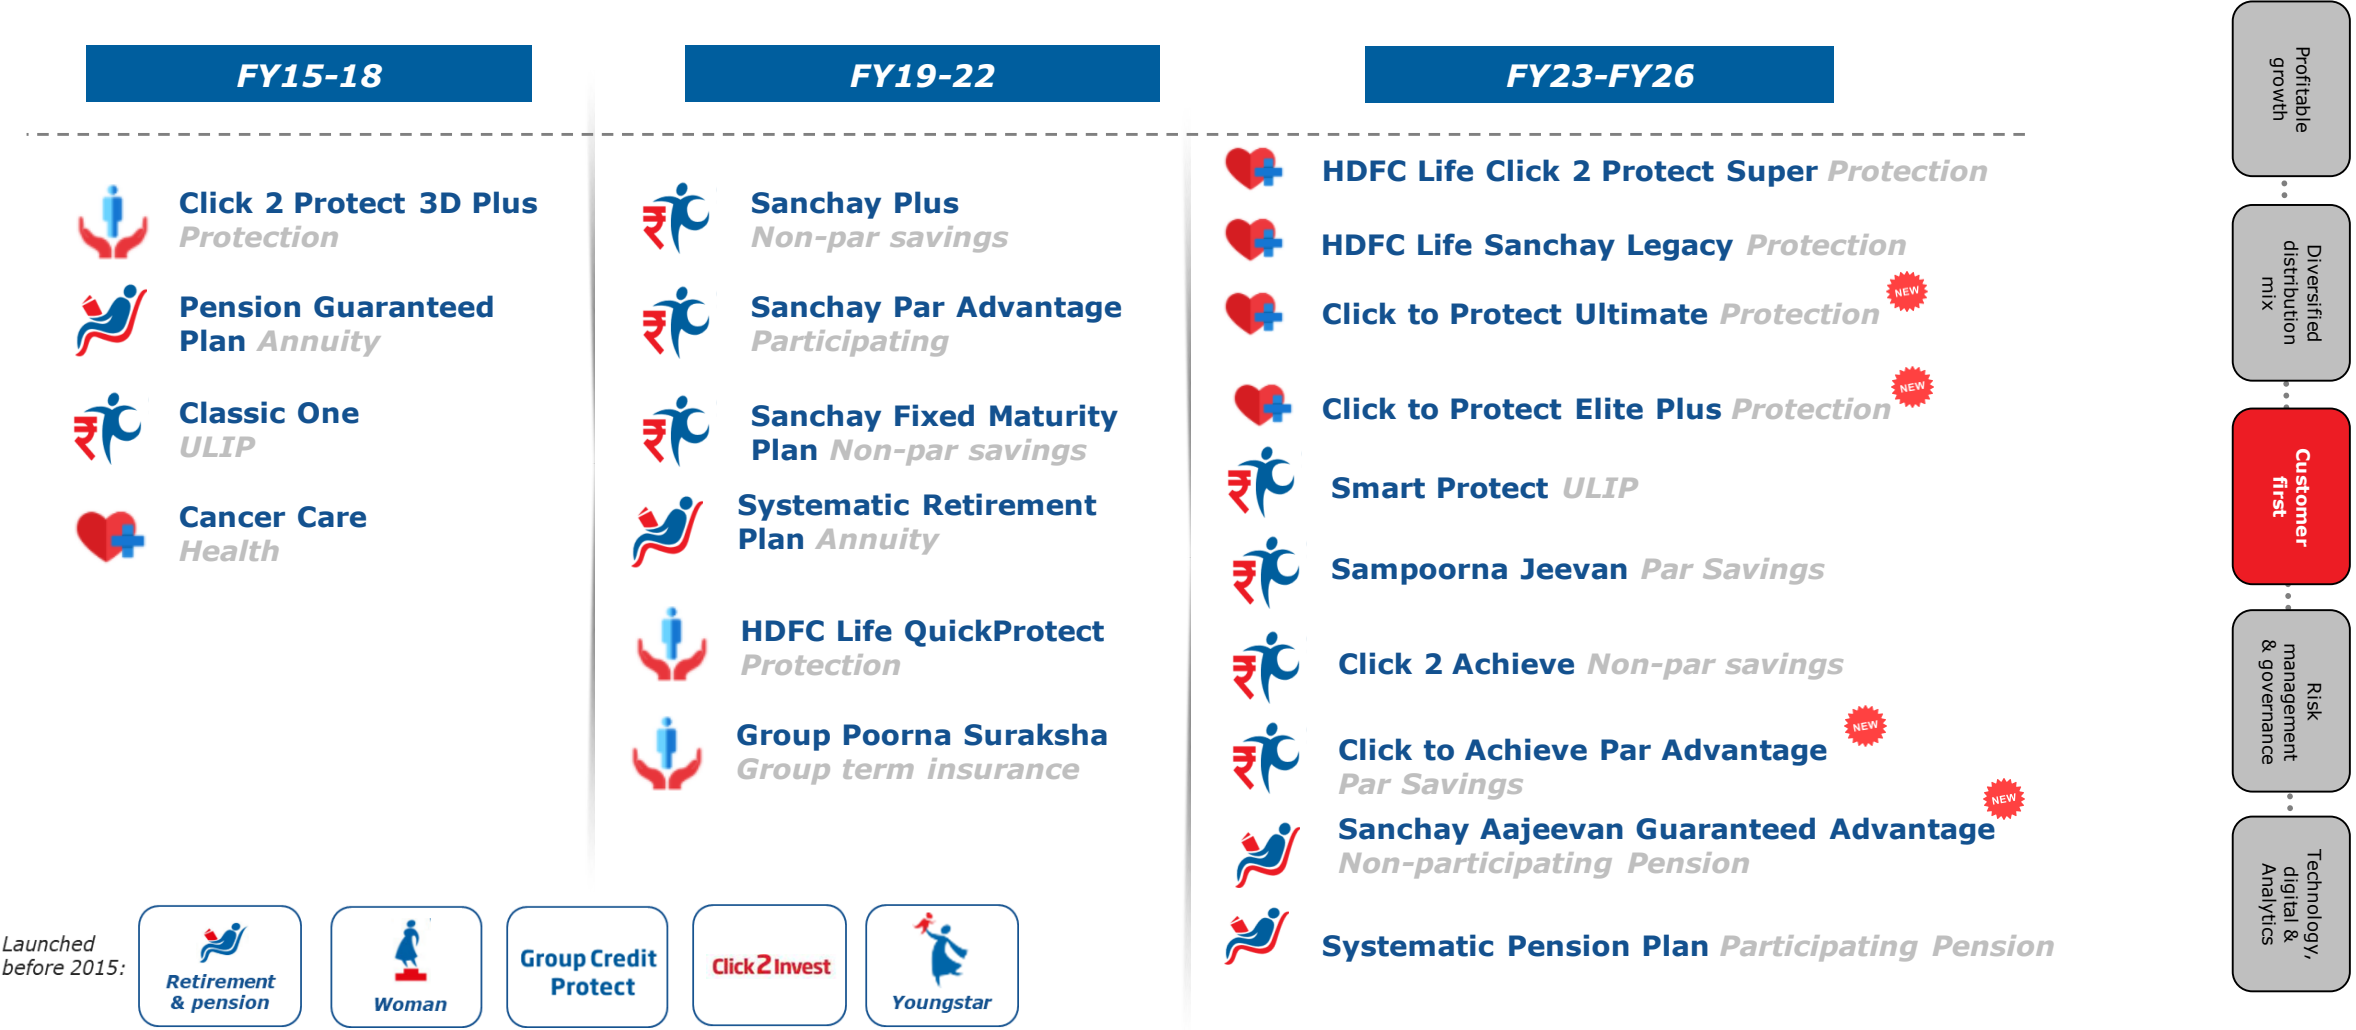 FY15-18
Click 2 Protect 3D Plus
Protection
Pension Guaranteed
Plan Annuity
Classic One
ULIP
Cancer Care
Health
FY19-22
Sanchay Plus
Non-par savings
Sanchay Par Advantage
Participating
Sanchay Fixed Maturity
Plan Non-par savings
Systematic Retirement
Plan Annuity
HDFC Life QuickProtect
Protection
Group Poorna Suraksha
Group term insurance
FY23-FY26
HDFC Life Click 2 Protect Super Protection
HDFC Life Sanchay Legacy Protection
Click to Protect Ultimate Protection
NEW
Click to Protect Elite Plus Protection
NEW
Smart Protect ULIP
Sampoorna Jeevan Par Savings
Click 2 Achieve Non-par savings
Click to Achieve Par Advantage
NEW
Par Savings
Sanchay Aajeevan Guaranteed Advantage
NEW
Non-participating Pension
Systematic Pension Plan Participating Pension
Launched
before 2015:
Retirement
& pension
Woman
Group Credit
Protect
Click2Invest
Youngstar
Profitable
growth
Diversified
distribution
mix
Customer
first
Risk
management
& governance
Technology,
digital &
Analytics